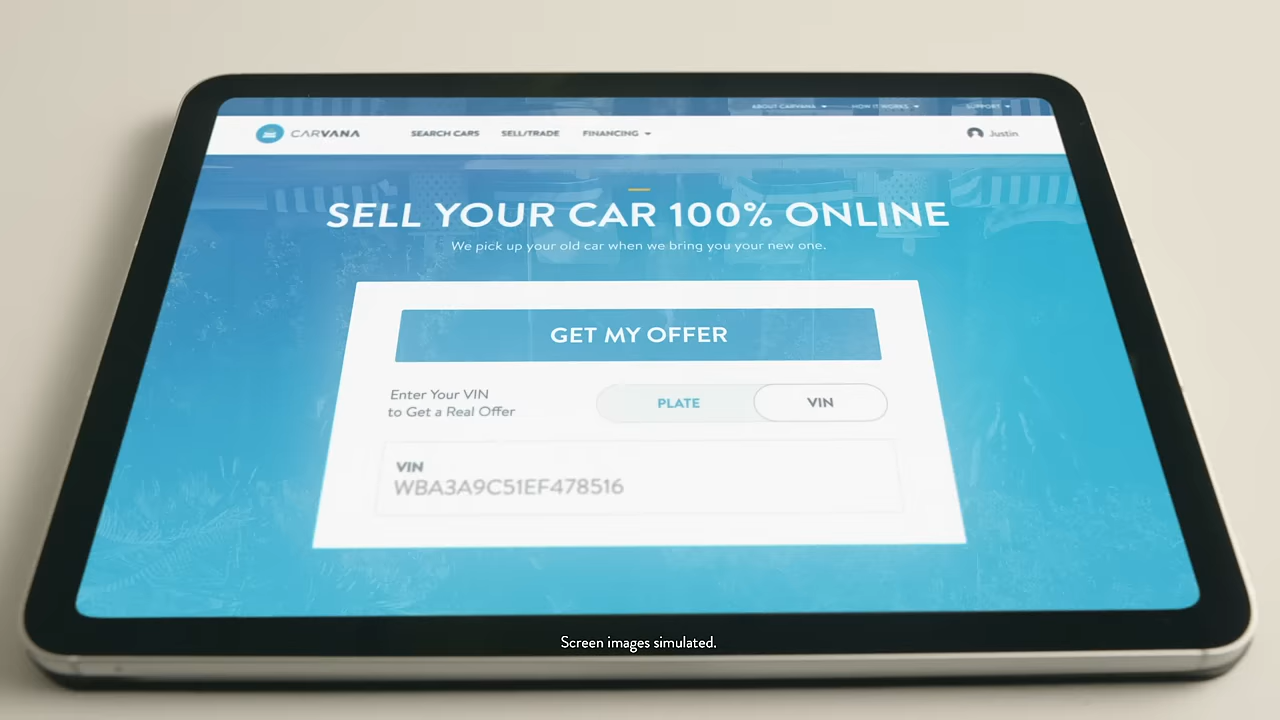 ABOUT CARVANA
HOW IT WORKS
SUPPORT
CARVANA
SEARCH CARS
SELL/TRADE
FINANCING
Justin
SELL YOUR CAR 100% ONLINE
We pick up your old car when we bring you your new one.
GET MY OFFER
Enter Your VIN
to Get a Real Offer
PLATE
VIN
VIN
WBA3A9C51EF478516
Screen images simulated.